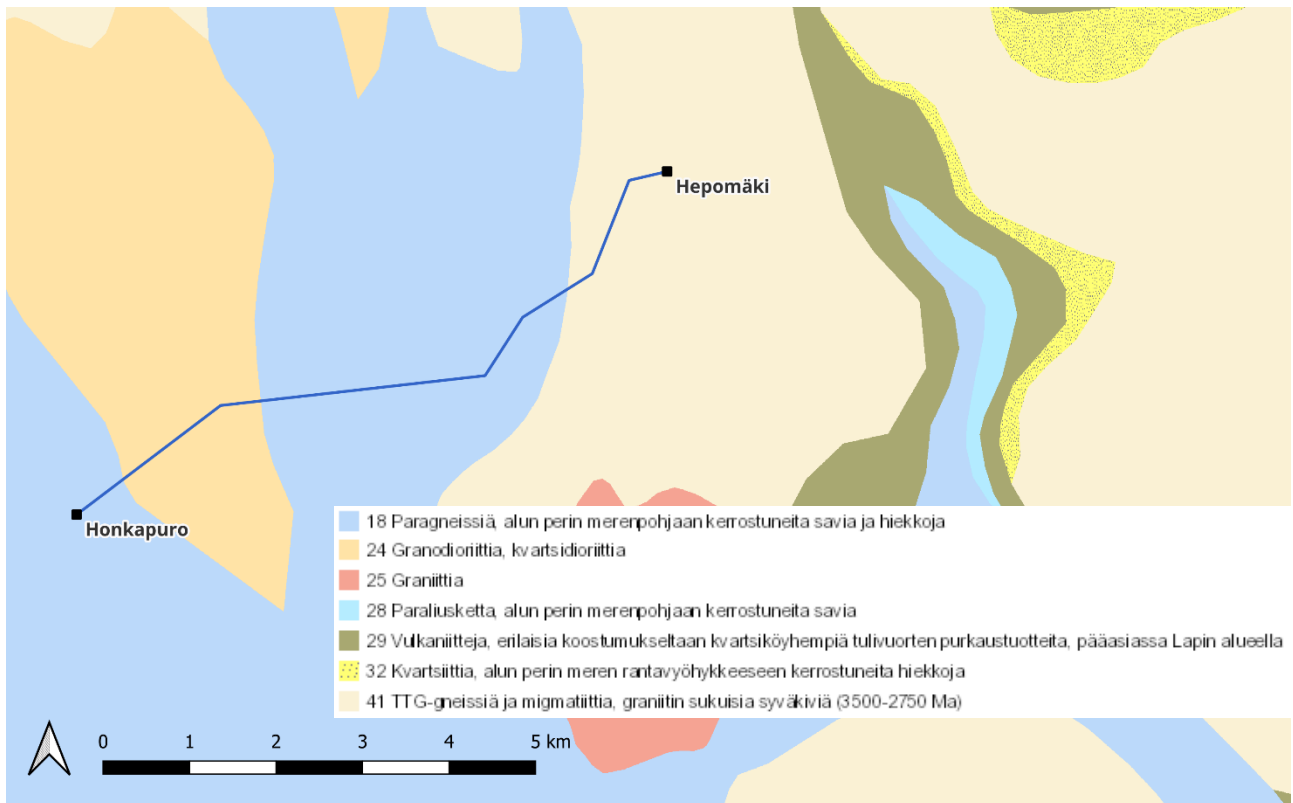 Hepomäki
Honkapuro
18 Paragneissiä, alun perin merenpohjaan kerrostuneita savia ja hiekkoja
24 Granodioriittia, kvartsidioriittia
25 Graniittia
28 Paraliusketta, alun perin merenpohjaan kerrostuneita savia
29 Vulkaniitteja, erilaisia koostumukseltaan kvartsiköyhempiä tulivuorten purkaustuotteita, pääasiassa Lapin alueella
32 Kvartsiittia, alun perin meren rantavyöhykkeeseen kerrostuneita hiekkoja
41 TTG-gneissiä ja migmatiittia, graniitin sukuisia syväkiviä (3500-2750 Ma)
0 1 2 3 4 5 km